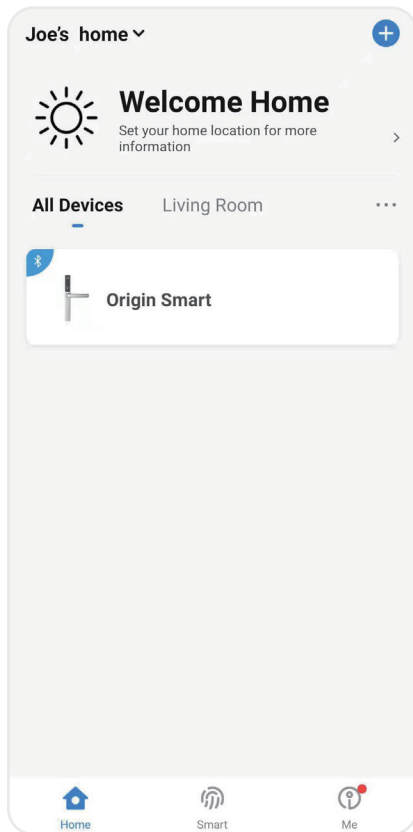 Joe's home
Welcome Home
Set your home location for more
information
All Devices Living Room
Origin Smart
Home Smart Me